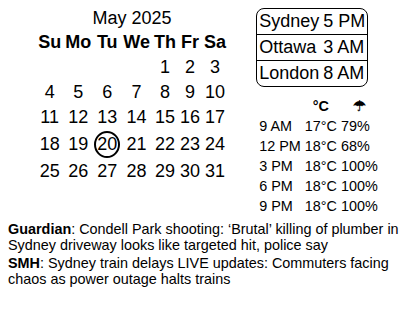 May 2025
Su Mo Tu We Th Fr Sa
1 2 3
4 5 6 7 8 9 10
11 12 13 14 15 16 17
18 19 20 21 22 23 24
25 26 27 28 29 30 31
Sydney 5 PM
Ottawa 3 AM
London 8 AM
°C ☂
9 AM 17°C 79%
12 PM 18°C 68%
3 PM 18°C 100%
6 PM 18°C 100%
9 PM 18°C 100%
Guardian: Condell Park shooting: ‘Brutal’ killing of plumber in
Sydney driveway looks like targeted hit, police say
SMH: Sydney train delays LIVE updates: Commuters facing
chaos as power outage halts trains